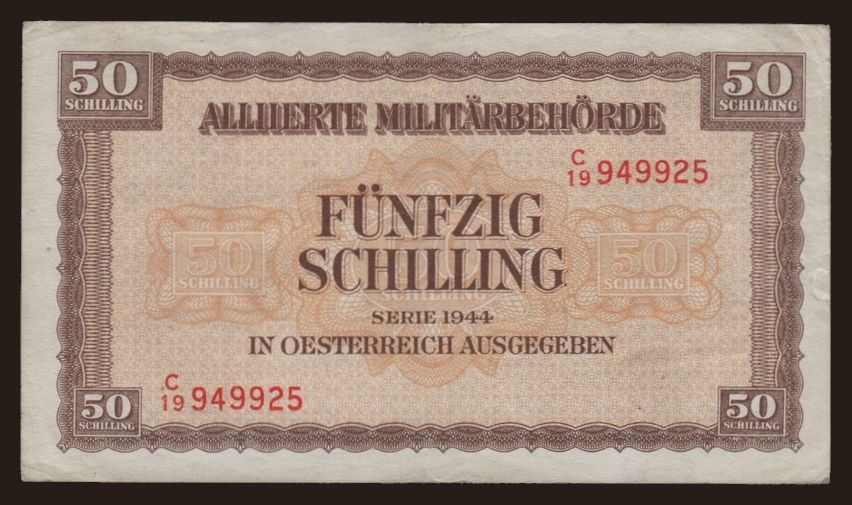 50
SCHILLING
50
SCHILLING
ALLIIERTE MILITÄRBEHÖRDE
C/19 949925
FÜNFZIG
SCHILLING
50
SCHILLING
50
SCHILLING
SERIE 1944
IN OESTERREICH AUSGEGEBEN
C/19 949925
50
SCHILLING
50
SCHILLING